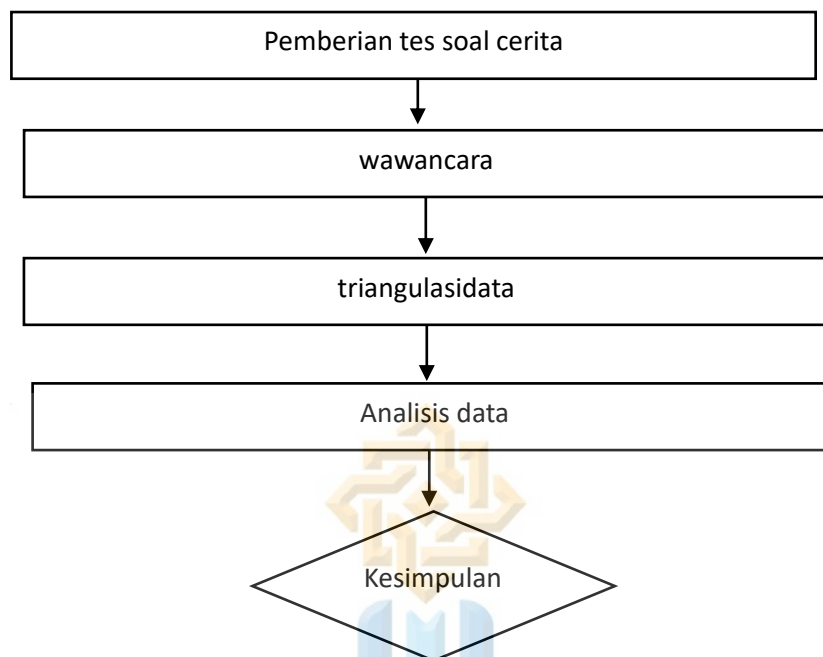 Pemberian tes soal cerita
wawancara
triangulasidata
Analisis data
Kesimpulan